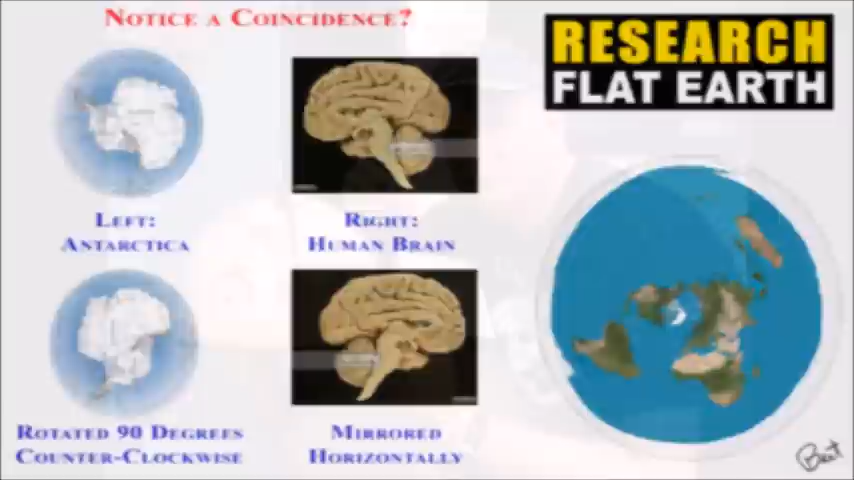 NOTICE A COINCIDENCE?
RESEARCH
FLAT EARTH
LEFT:
ANTARCTICA
RIGHT:
HUMAN BRAIN
ROTATED 90 DEGREES
COUNTER-CLOCKWISE
MIRRORED
HORIZONTALLY